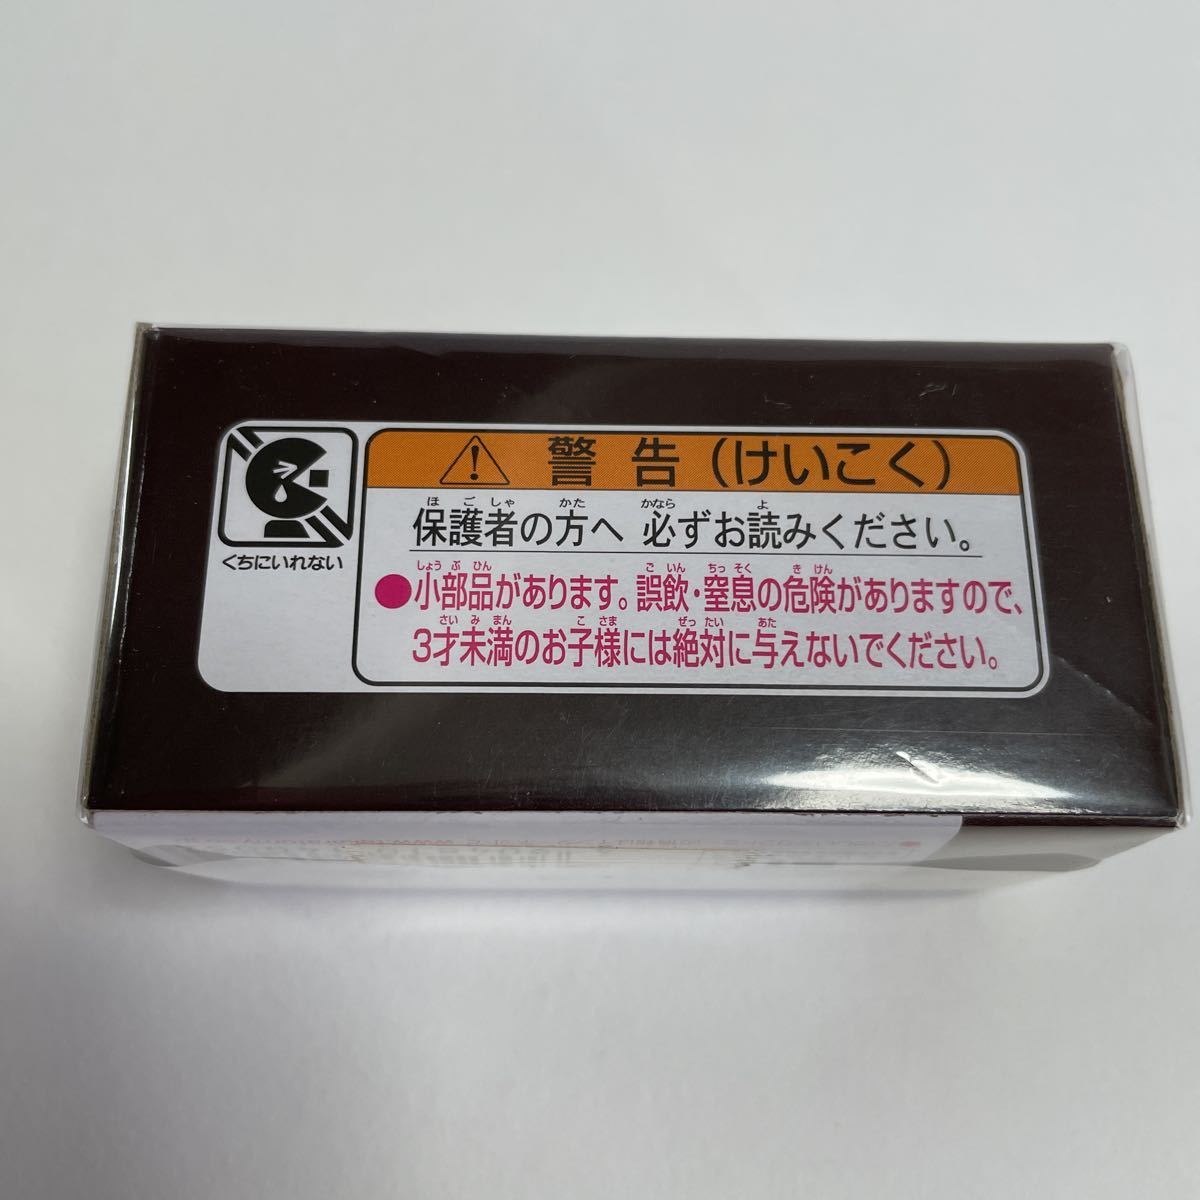 くちにいれない
警告（けいこく）
ほごしゃ かた かなら よ
保護者の方へ 必ずお読みください。
しょうぶひん ごいん ちっそく きけん
●小部品があります。誤飲・窒息の危険がありますので、
さいみまん こさま ぜったい あた
3才未満のお子様には絶対に与えないでください。